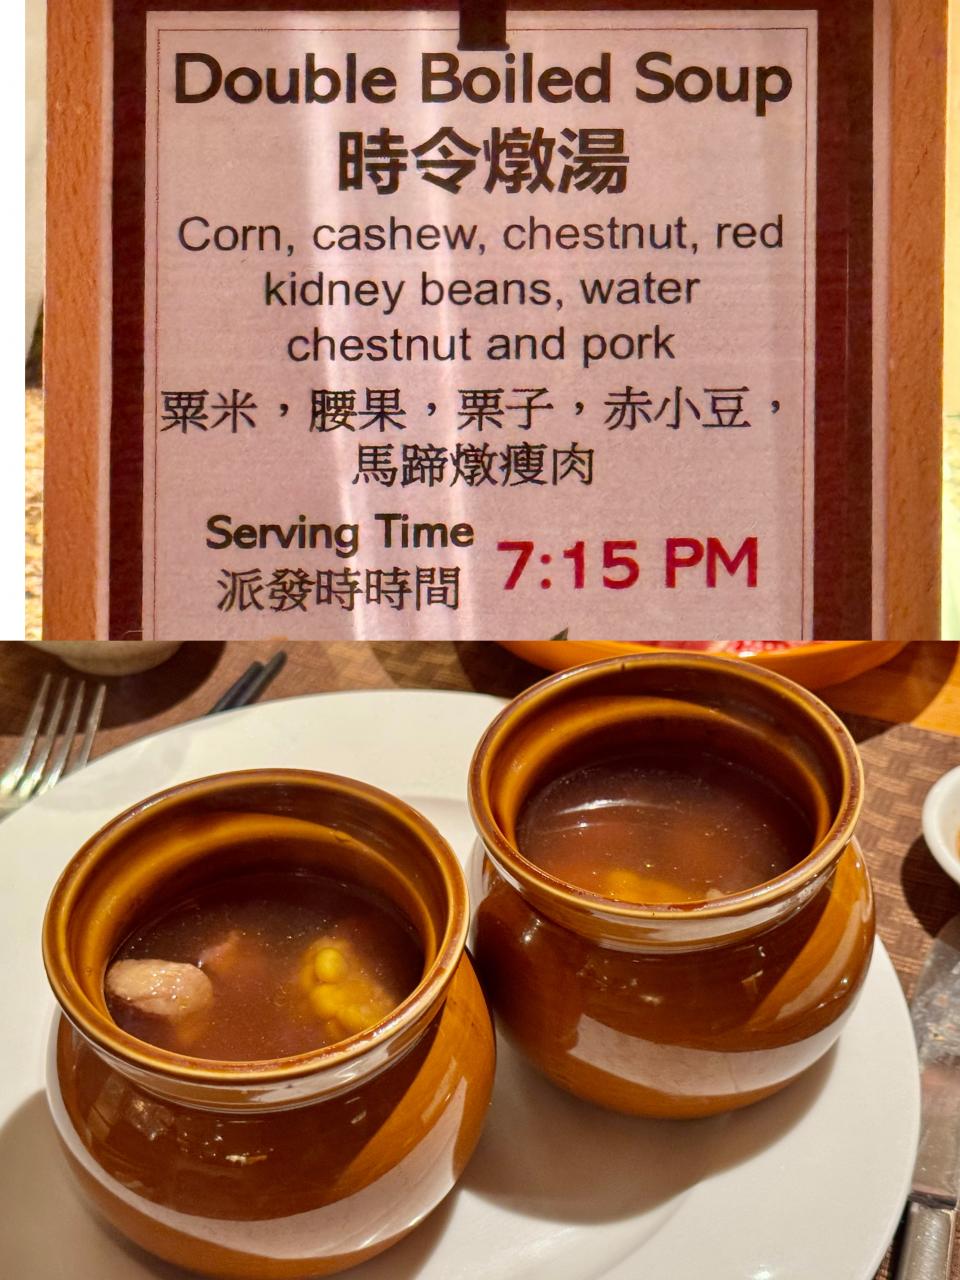 Double Boiled Soup
時令燉湯
Corn, cashew, chestnut, red
kidney beans, water
chestnut and pork
粟米，腰果，栗子，赤小豆，
馬蹄燉瘦肉
Serving Time
派發時時間
7:15 PM